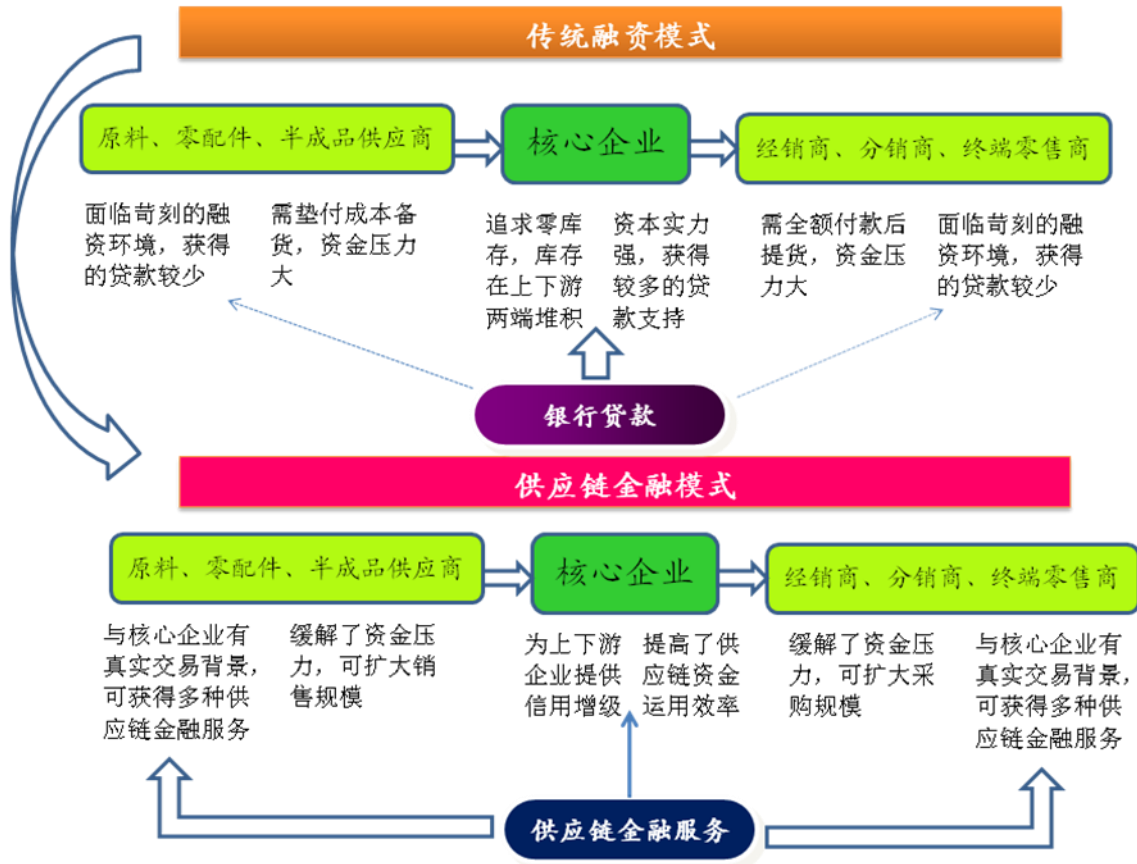 传统融资模式
原料、零配件、半成品供应商
核心企业
经销商、分销商、终端零售商
面临苛刻的融
资环境，获得
的贷款较少
需垫付成本备
货，资金压力
大
追求零库
存，库存
在上下游
两端堆积
资本实力
强，获得
较多的贷
款支持
需全额付款后
提货，资金压
力大
面临苛刻的融
资环境，获得
的贷款较少
银行贷款
供应链金融模式
原料、零配件、半成品供应商
核心企业
经销商、分销商、终端零售商
与核心企业有
真实交易背景，
可获得多种供
应链金融服务
缓解了资金压
力，可扩大销
售规模
为上下游
企业提供
信用增级
提高了供
应链资金
运用效率
缓解了资金压
力，可扩大采
购规模
与核心企业有
真实交易背景，
可获得多种供
应链金融服务
供应链金融服务